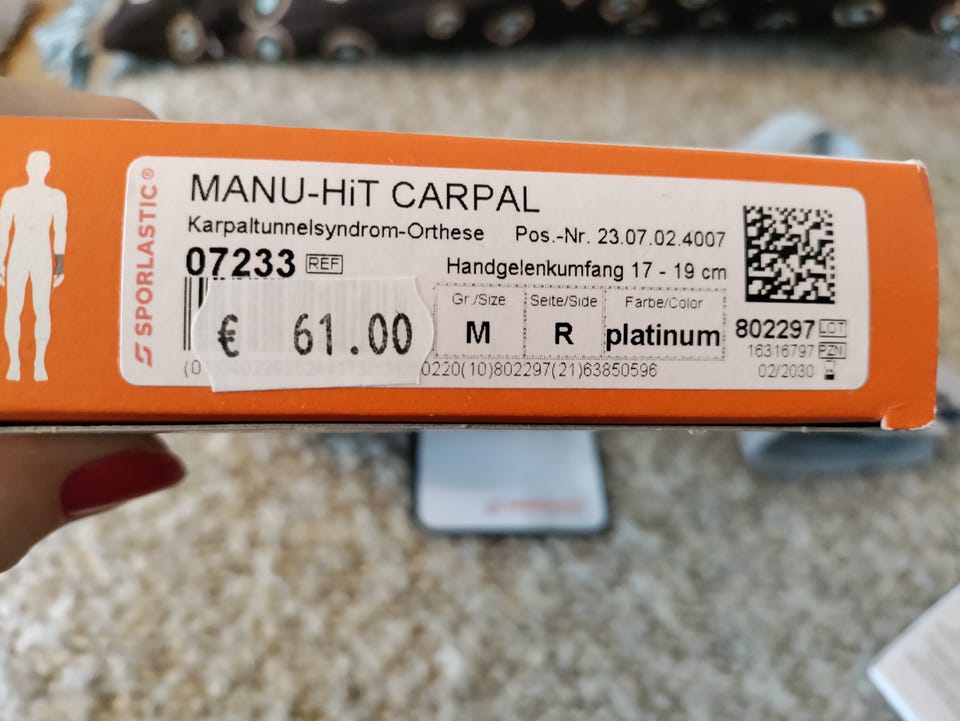 SPORLASTIC®
MANU-HiT CARPAL
Karpaltunnelsyndrom-Orthese Pos.-Nr. 23.07.02.4007
07233 REF
Handgelenkumfang 17 - 19 cm
Gr./Size Seite/Side Farbe/Color
M R platinum
€ 61.00
802297 LOT
16316797 PZN
0220(10)802297(21)63850596
02/2030